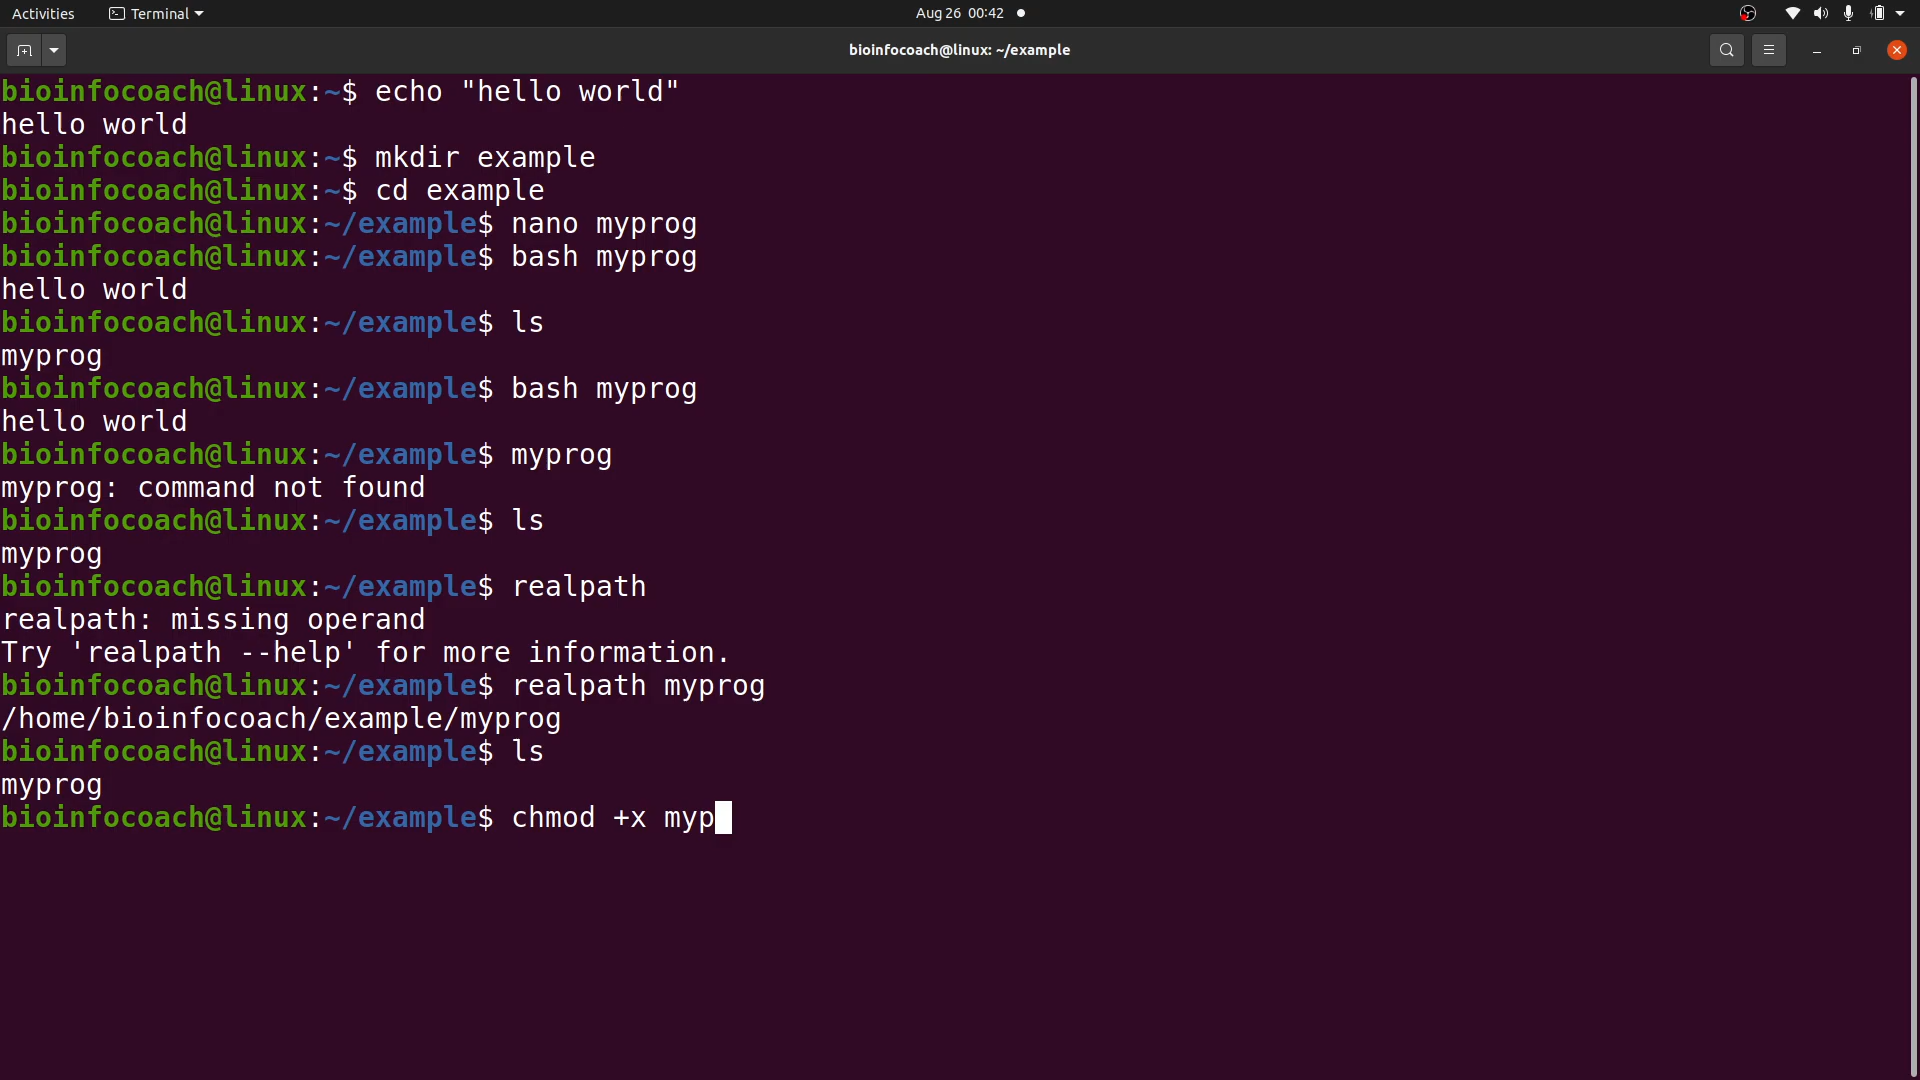 Activities Terminal Aug 26 00:42
bioinfocoach@linux: ~/example
bioinfocoach@linux:~$ echo "hello world"
hello world
bioinfocoach@linux:~$ mkdir example
bioinfocoach@linux:~$ cd example
bioinfocoach@linux:~/example$ nano myprog
bioinfocoach@linux:~/example$ bash myprog
hello world
bioinfocoach@linux:~/example$ ls
myprog
bioinfocoach@linux:~/example$ bash myprog
hello world
bioinfocoach@linux:~/example$ myprog
myprog: command not found
bioinfocoach@linux:~/example$ ls
myprog
bioinfocoach@linux:~/example$ realpath
realpath: missing operand
Try 'realpath --help' for more information.
bioinfocoach@linux:~/example$ realpath myprog
/home/bioinfocoach/example/myprog
bioinfocoach@linux:~/example$ ls
myprog
bioinfocoach@linux:~/example$ chmod +x myp